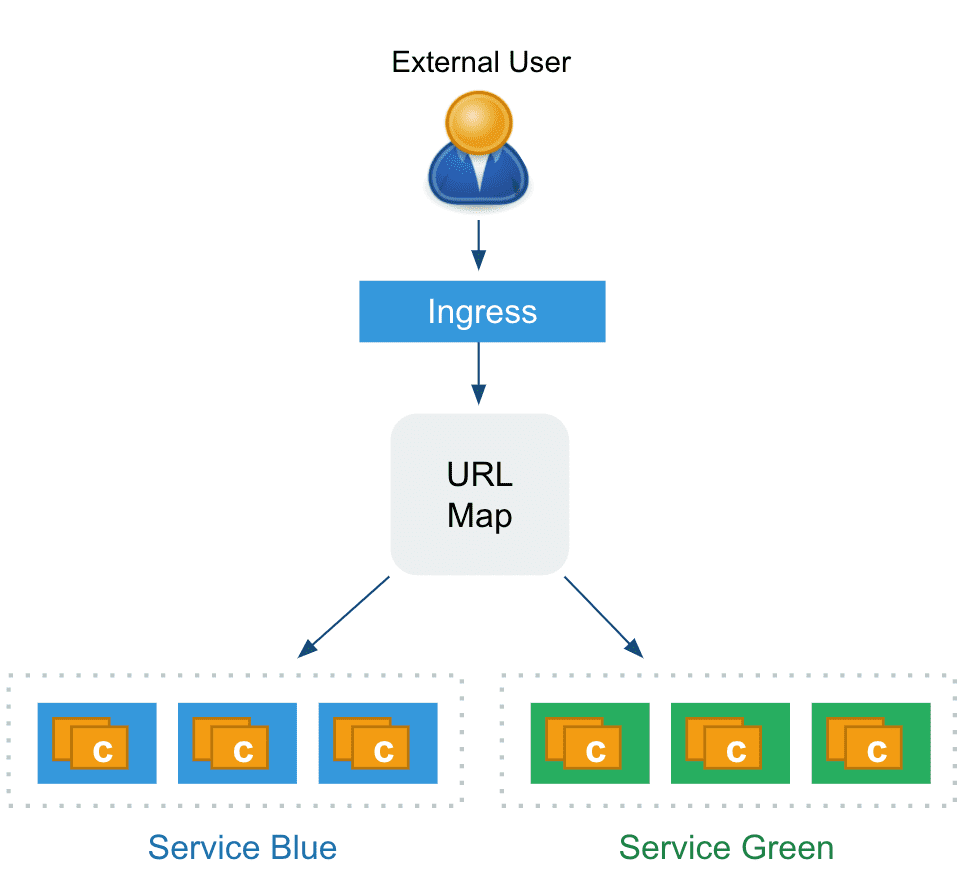 External User
Ingress
URL
Map
C C C C C C
Service Blue Service Green